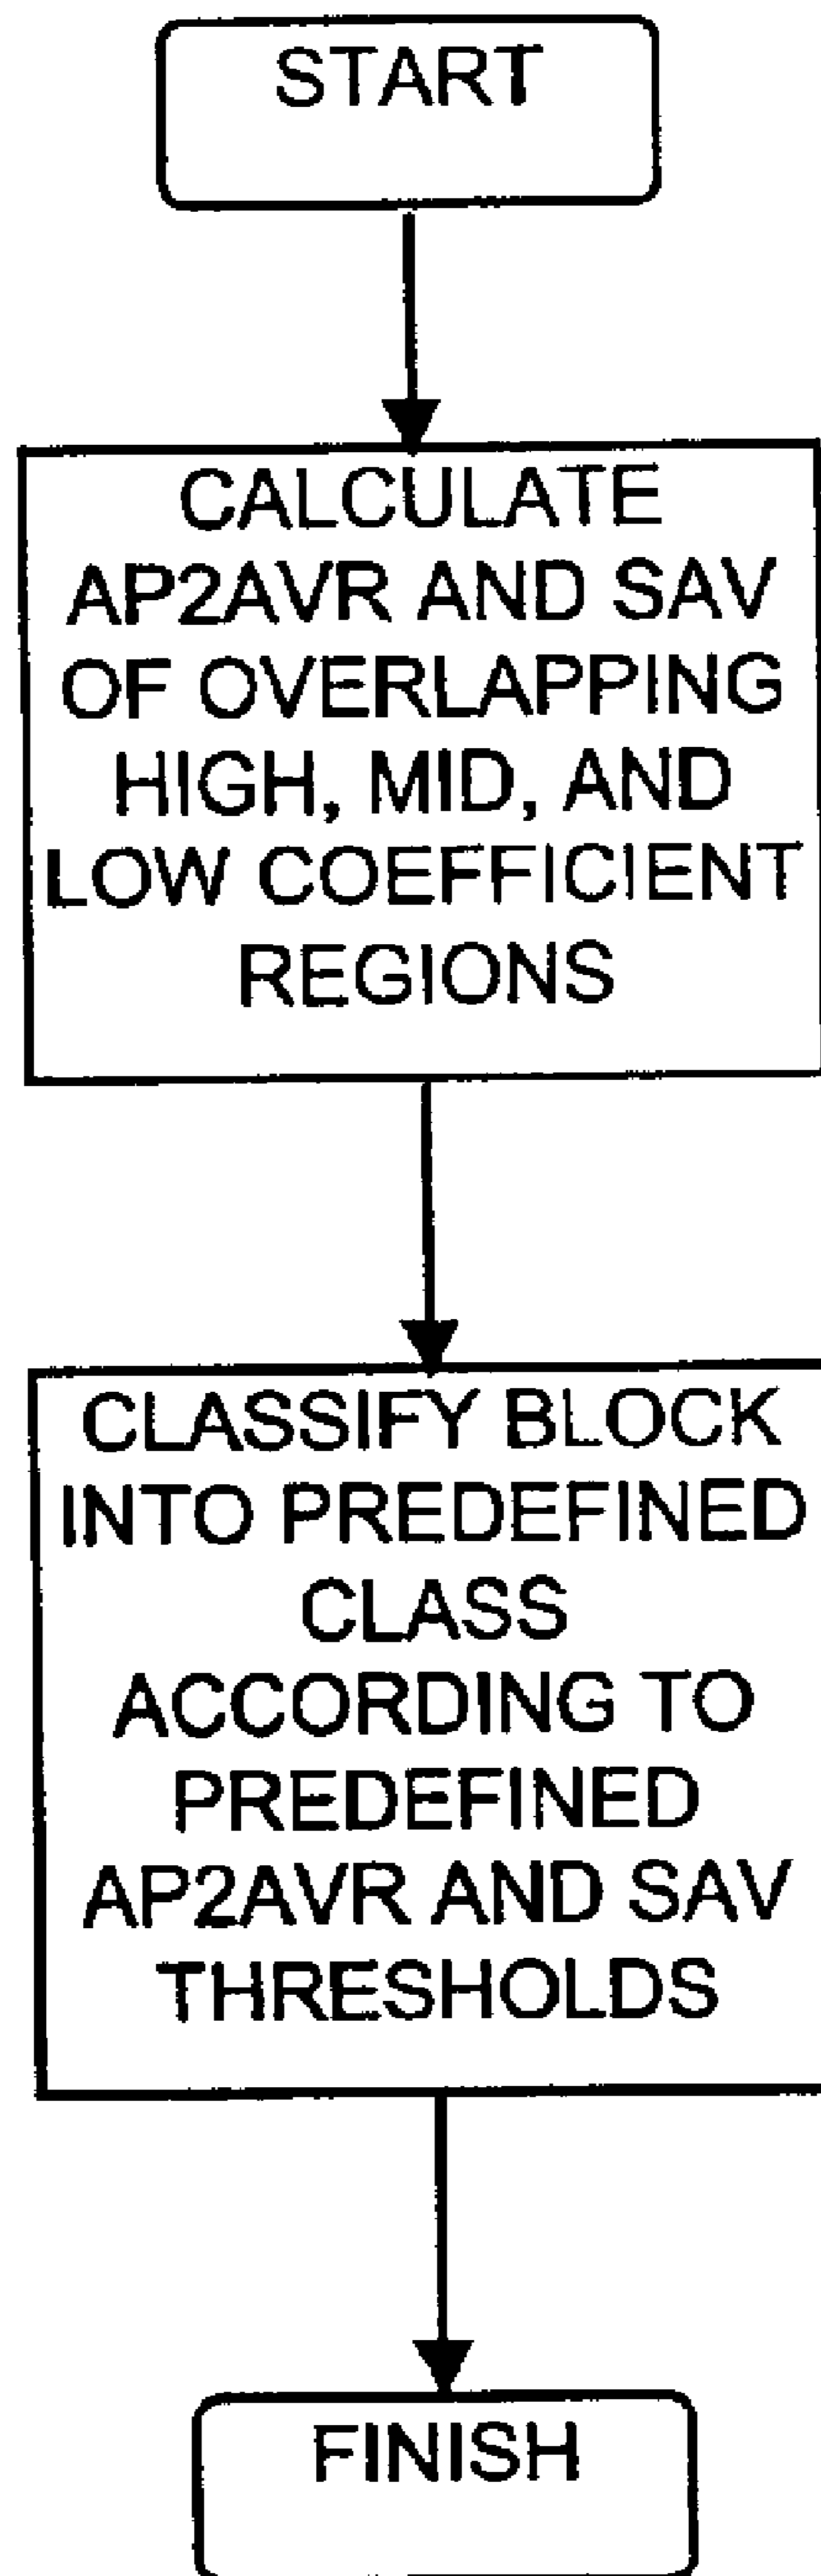 START
CALCULATE
AP2AVR AND SAV
OF OVERLAPPING
HIGH, MID, AND
LOW COEFFICIENT
REGIONS
CLASSIFY BLOCK
INTO PREDEFINED
CLASS
ACCORDING TO
PREDEFINED
AP2AVR AND SAV
THRESHOLDS
FINISH